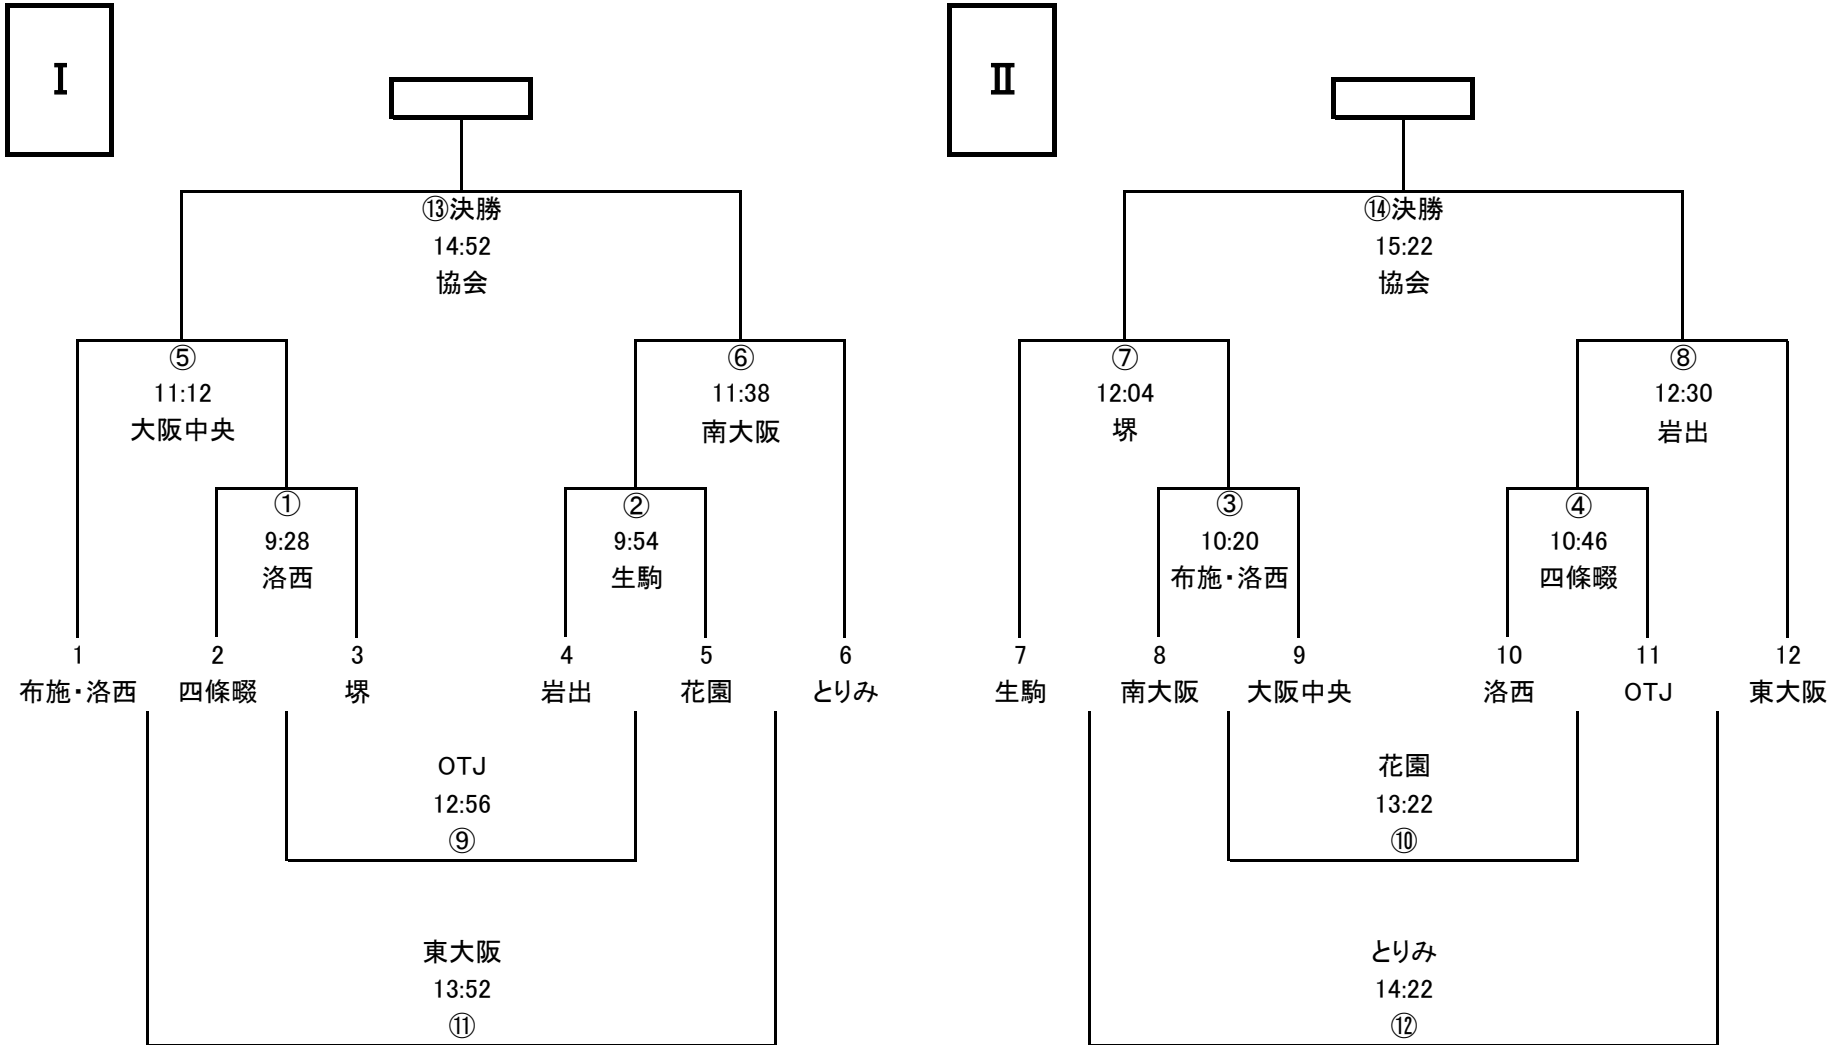 Ⅰ
Ⅱ
⑬決勝
14:52
協会
⑭決勝
15:22
協会
⑤
11:12
大阪中央
⑥
11:38
南大阪
⑦
12:04
堺
⑧
12:30
岩出
①
9:28
洛西
②
9:54
生駒
③
10:20
布施・洛西
④
10:46
四條畷
1 2 3 4 5 6 7 8 9 10 11 12
布施・洛西 四條畷 堺 岩出 花園 とりみ 生駒 南大阪 大阪中央 洛西 OTJ 東大阪
OTJ
12:56
⑨
花園
13:22
⑩
東大阪
13:52
⑪
とりみ
14:22
⑫